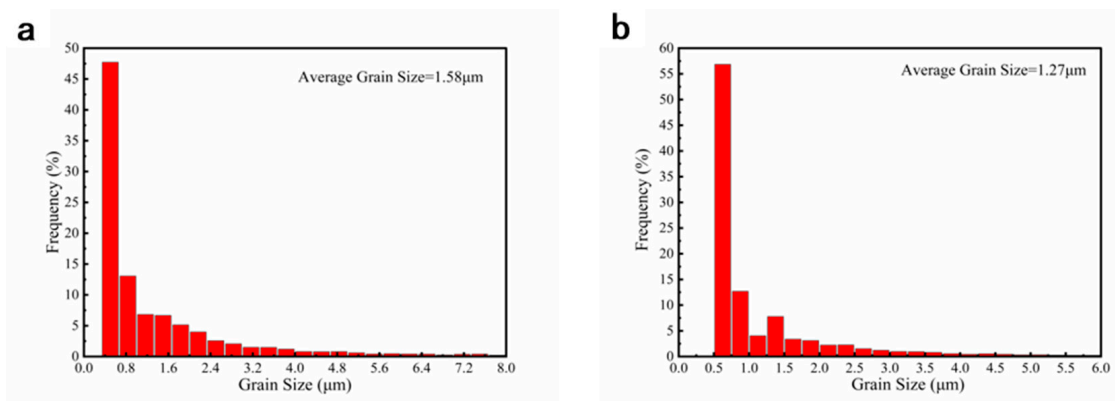 a
50
45
40
35
30
25
20
15
10
5
0
Frequency (%)
Average Grain Size=1.58μm
0.0 0.8 1.6 2.4 3.2 4.0 4.8 5.6 6.4 7.2 8.0
Grain Size (μm)
b
60
55
50
45
40
35
30
25
20
15
10
5
0
Frequency (%)
Average Grain Size=1.27μm
0.0 0.5 1.0 1.5 2.0 2.5 3.0 3.5 4.0 4.5 5.0 5.5 6.0
Grain Size (μm)